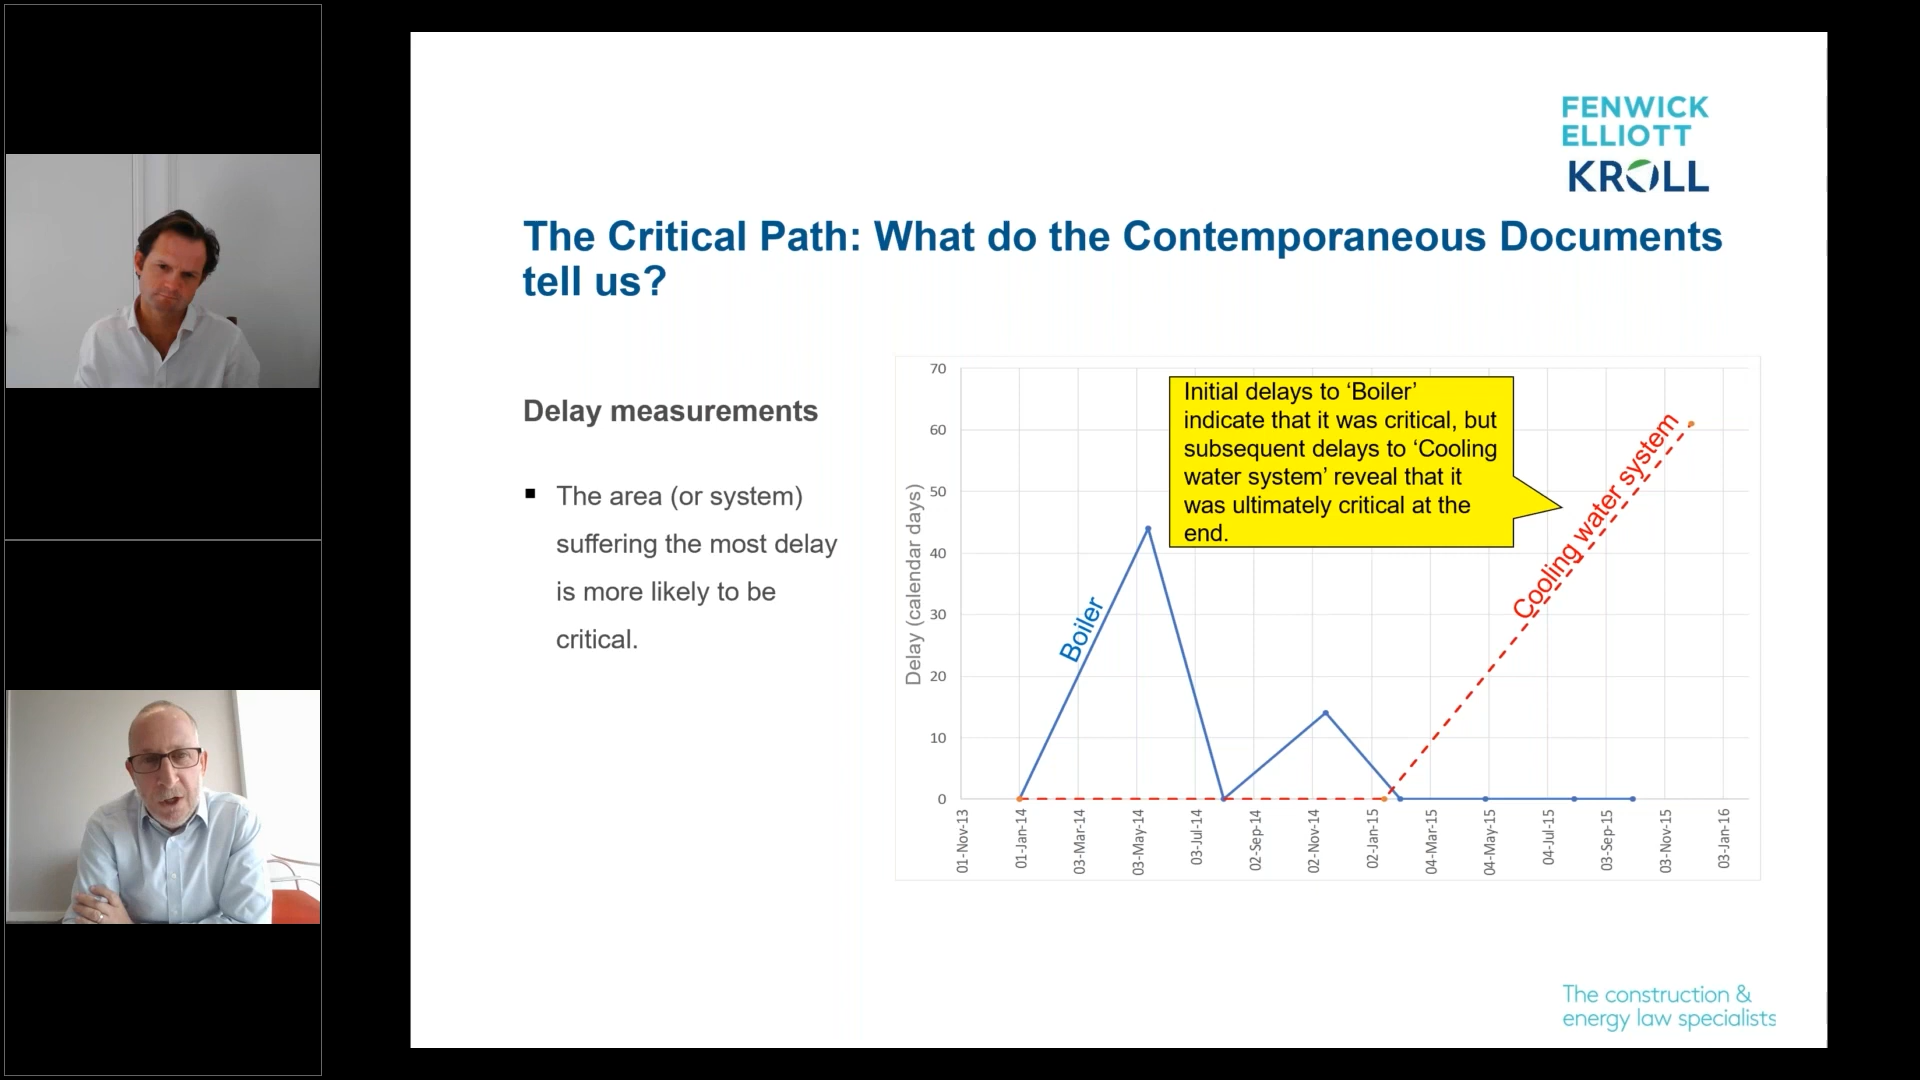 FENWICK
ELLIOTT
KROLL
The Critical Path: What do the Contemporaneous Documents
tell us?
Delay measurements
The area (or system)
suffering the most delay
is more likely to be
critical.
Initial delays to ‘Boiler’
indicate that it was critical, but
subsequent delays to ‘Cooling
water system’ reveal that it
was ultimately critical at the
end.
Delay (calendar days)
70
60
50
40
30
20
10
0
Boiler
Cooling water system
01-Nov-13
01-Jan-14
03-Mar-14
03-May-14
03-Jul-14
02-Sep-14
02-Nov-14
02-Jan-15
04-Mar-15
04-May-15
04-Jul-15
03-Sep-15
03-Nov-15
03-Jan-16
The construction &
energy law specialists